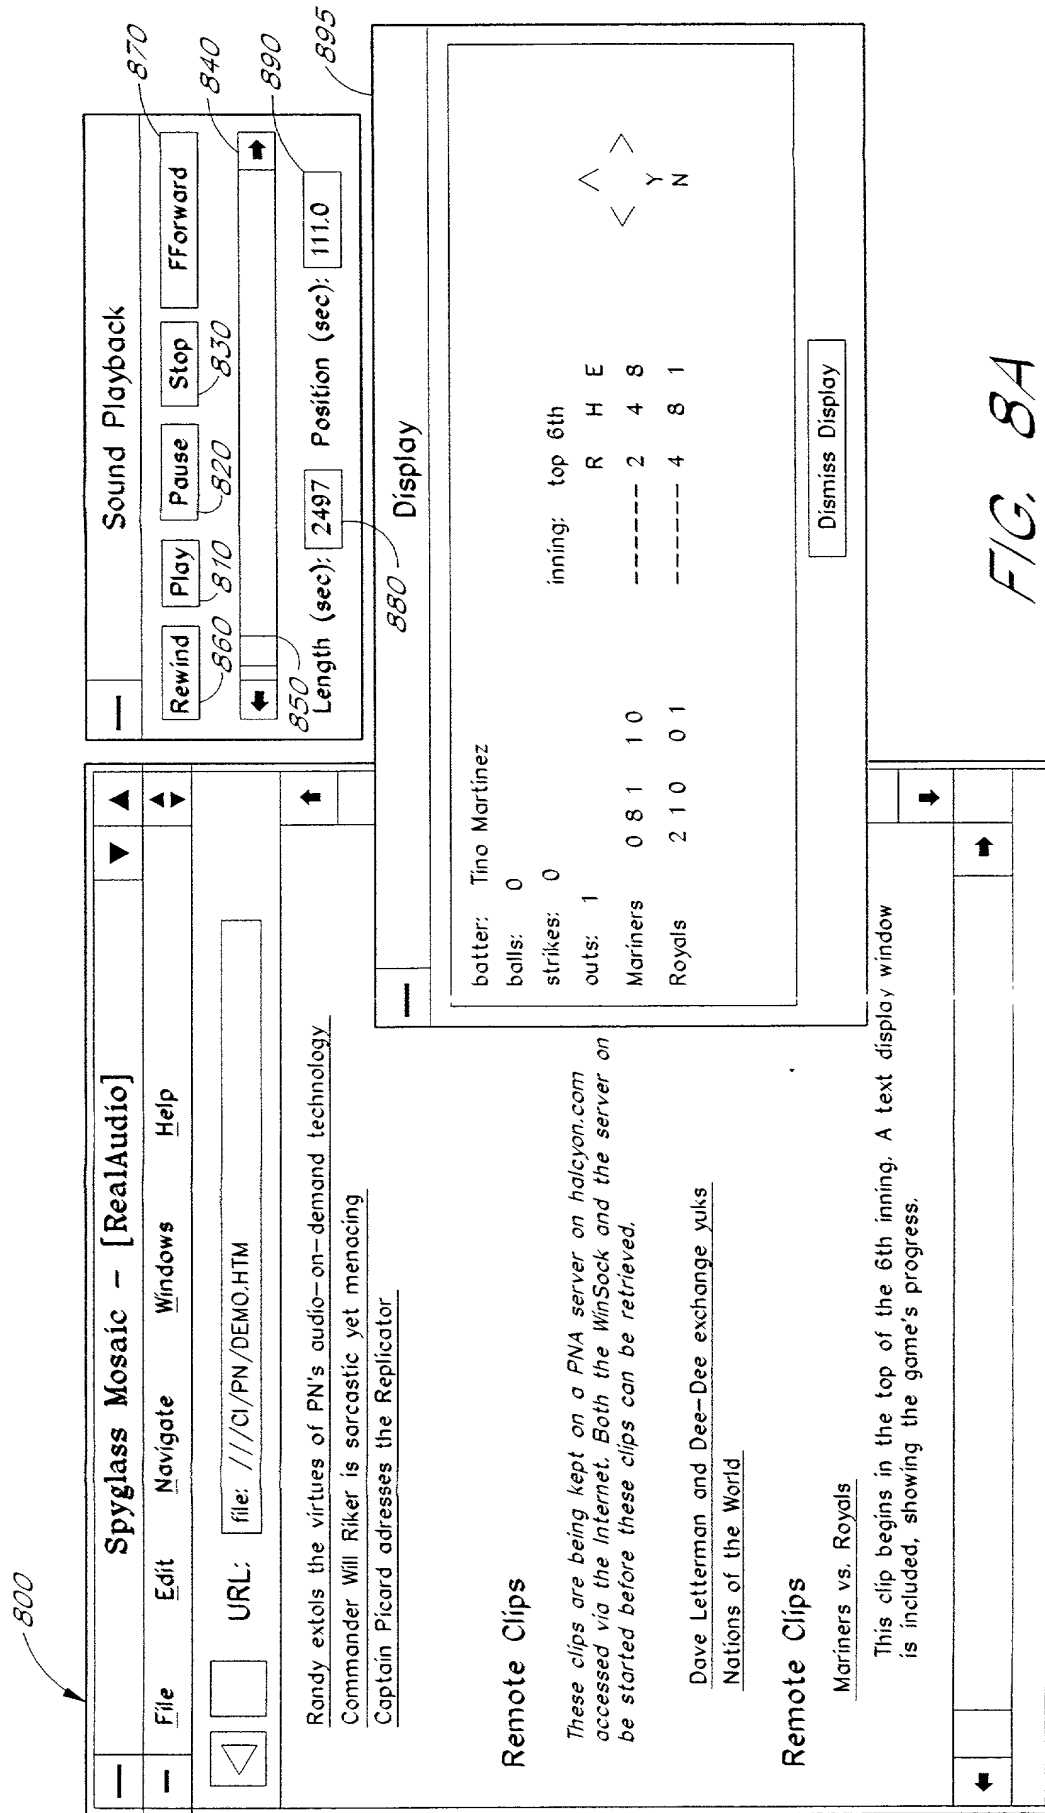 800
Spyglass Mosaic – [RealAudio]
File Edit Navigate Windows Help
URL: file: ///CI/PN/DEMO.HTM
Randy extols the virtues of PN's audio–on–demand technology
Commander Will Riker is sarcastic yet menacing
Captain Picard adresses the Replicator
Remote Clips
These clips are being kept on a PNA server on halcyon.com
accessed via the Internet. Both the WinSock and the server on
be started before these clips can be retrieved.
Dave Letterman and Dee–Dee exchange yuks
Nations of the World
Remote Clips
Mariners vs. Royals
This clip begins in the top of the 6th inning. A text display window
is included, showing the game's progress.
Sound Playback
870
Rewind Play Pause Stop FForward
860 810 820 830 840
850
Length (sec): 2497 Position (sec): 111.0
890
880
895
Display
batter: Tino Martinez
balls: 0
strikes: 0 inning: top 6th
outs: 1 R H E
Mariners 0 8 1 1 0 ------ 2 4 8
Royals 2 1 0 0 1 ------ 4 8 1
< ^ >
Y
N
Dismiss Display
FIG. 8A